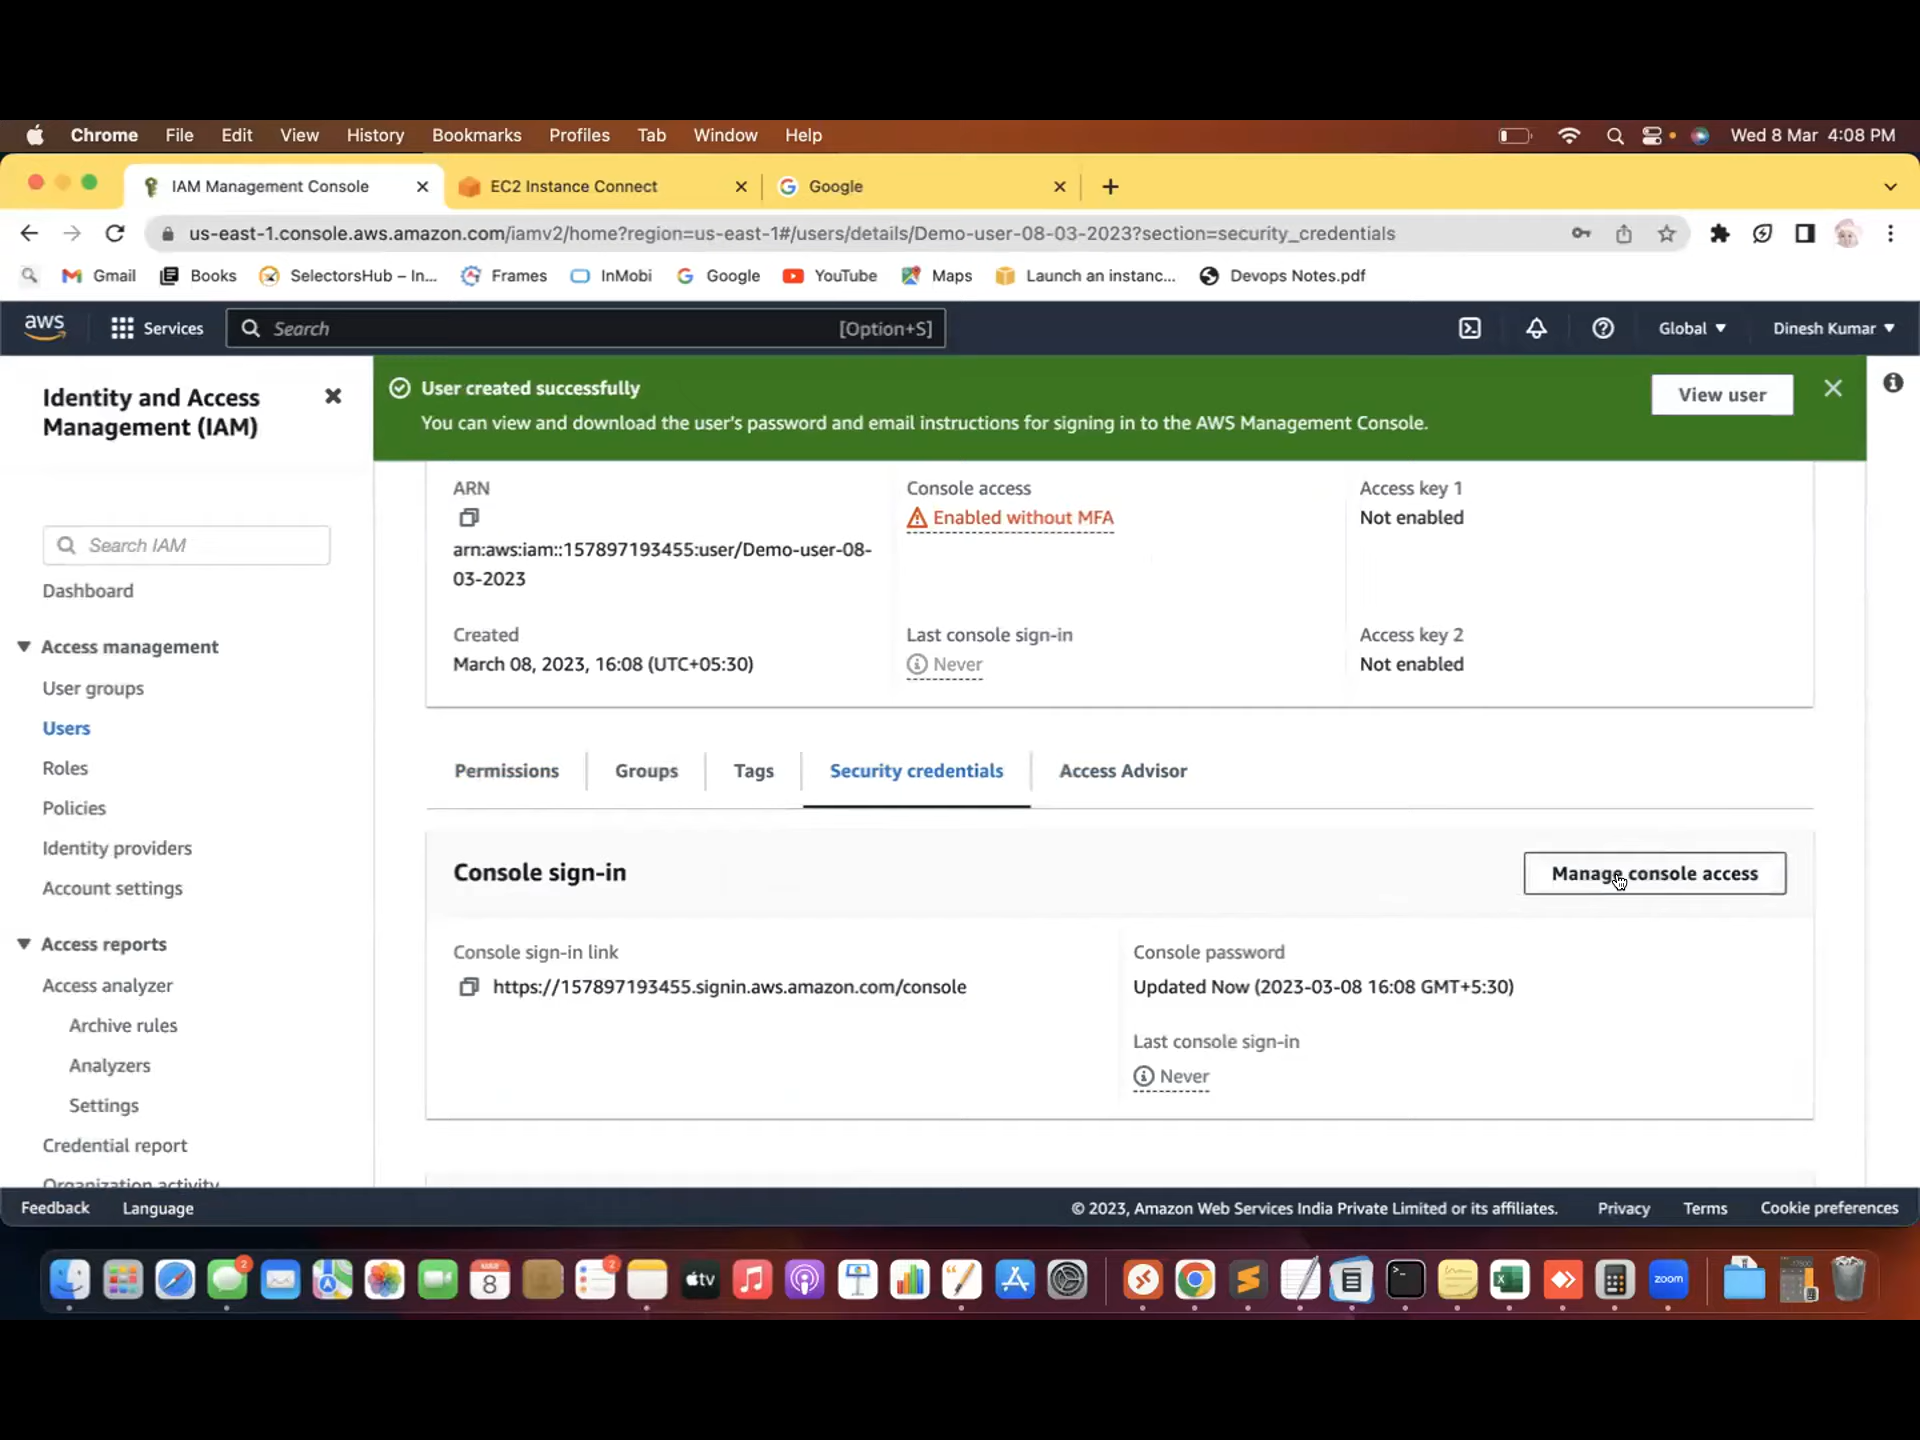 Chrome File Edit View History Bookmarks Profiles Tab Window Help Wed 8 Mar 4:08 PM
IAM Management Console EC2 Instance Connect Google
us-east-1.console.aws.amazon.com/iamv2/home?region=us-east-1#/users/details/Demo-user-08-03-2023?section=security_credentials
Gmail Books SelectorsHub – In... Frames InMobi Google YouTube Maps Launch an instanc... Devops Notes.pdf
aws Services Search [Option+S] Global Dinesh Kumar
Identity and Access
Management (IAM)
Search IAM
Dashboard
Access management
User groups
Users
Roles
Policies
Identity providers
Account settings
Access reports
Access analyzer
Archive rules
Analyzers
Settings
Credential report
Organization activity
User created successfully
You can view and download the user's password and email instructions for signing in to the AWS Management Console.
View user
ARN
arn:aws:iam::157897193455:user/Demo-user-08-
03-2023
Console access
Enabled without MFA
Access key 1
Not enabled
Created
March 08, 2023, 16:08 (UTC+05:30)
Last console sign-in
Never
Access key 2
Not enabled
Permissions Groups Tags Security credentials Access Advisor
Console sign-in
Manage console access
Console sign-in link
https://157897193455.signin.aws.amazon.com/console
Console password
Updated Now (2023-03-08 16:08 GMT+5:30)
Last console sign-in
Never
Feedback Language © 2023, Amazon Web Services India Private Limited or its affiliates. Privacy Terms Cookie preferences
2
8
2
tv
zoom